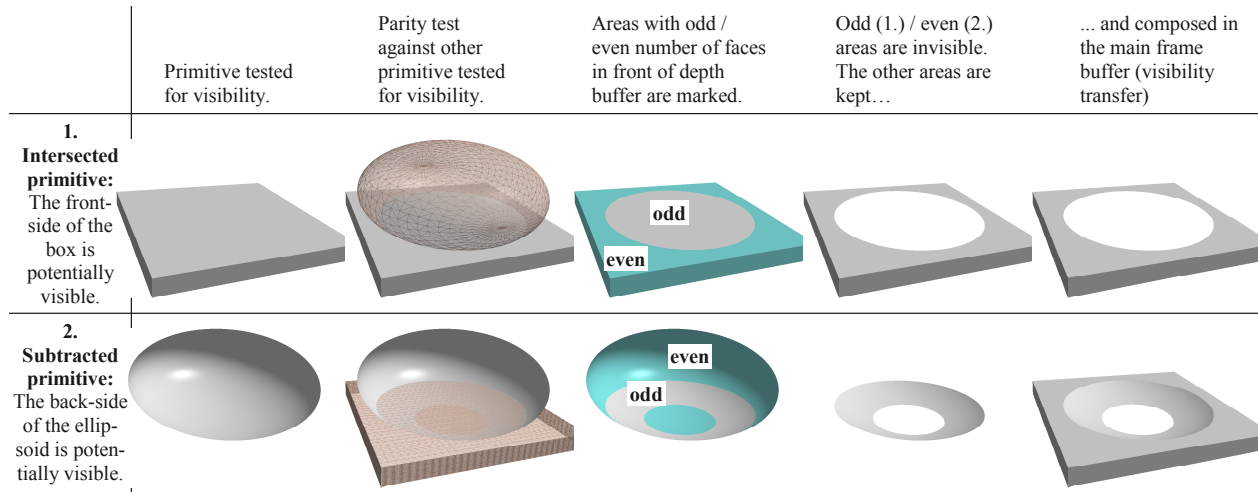 Primitive tested
for visibility.
Parity test
against other
primitive tested
for visibility.
Areas with odd /
even number of faces
in front of depth
buffer are marked.
Odd (1.) / even (2.)
areas are invisible.
The other areas are
kept…
... and composed in
the main frame
buffer (visibility
transfer)
1.
Intersected
primitive:
The front-
side of the
box is
potentially
visible.
odd
even
2.
Subtracted
primitive:
The back-side
of the ellip-
soid is poten-
tially visible.
even
odd